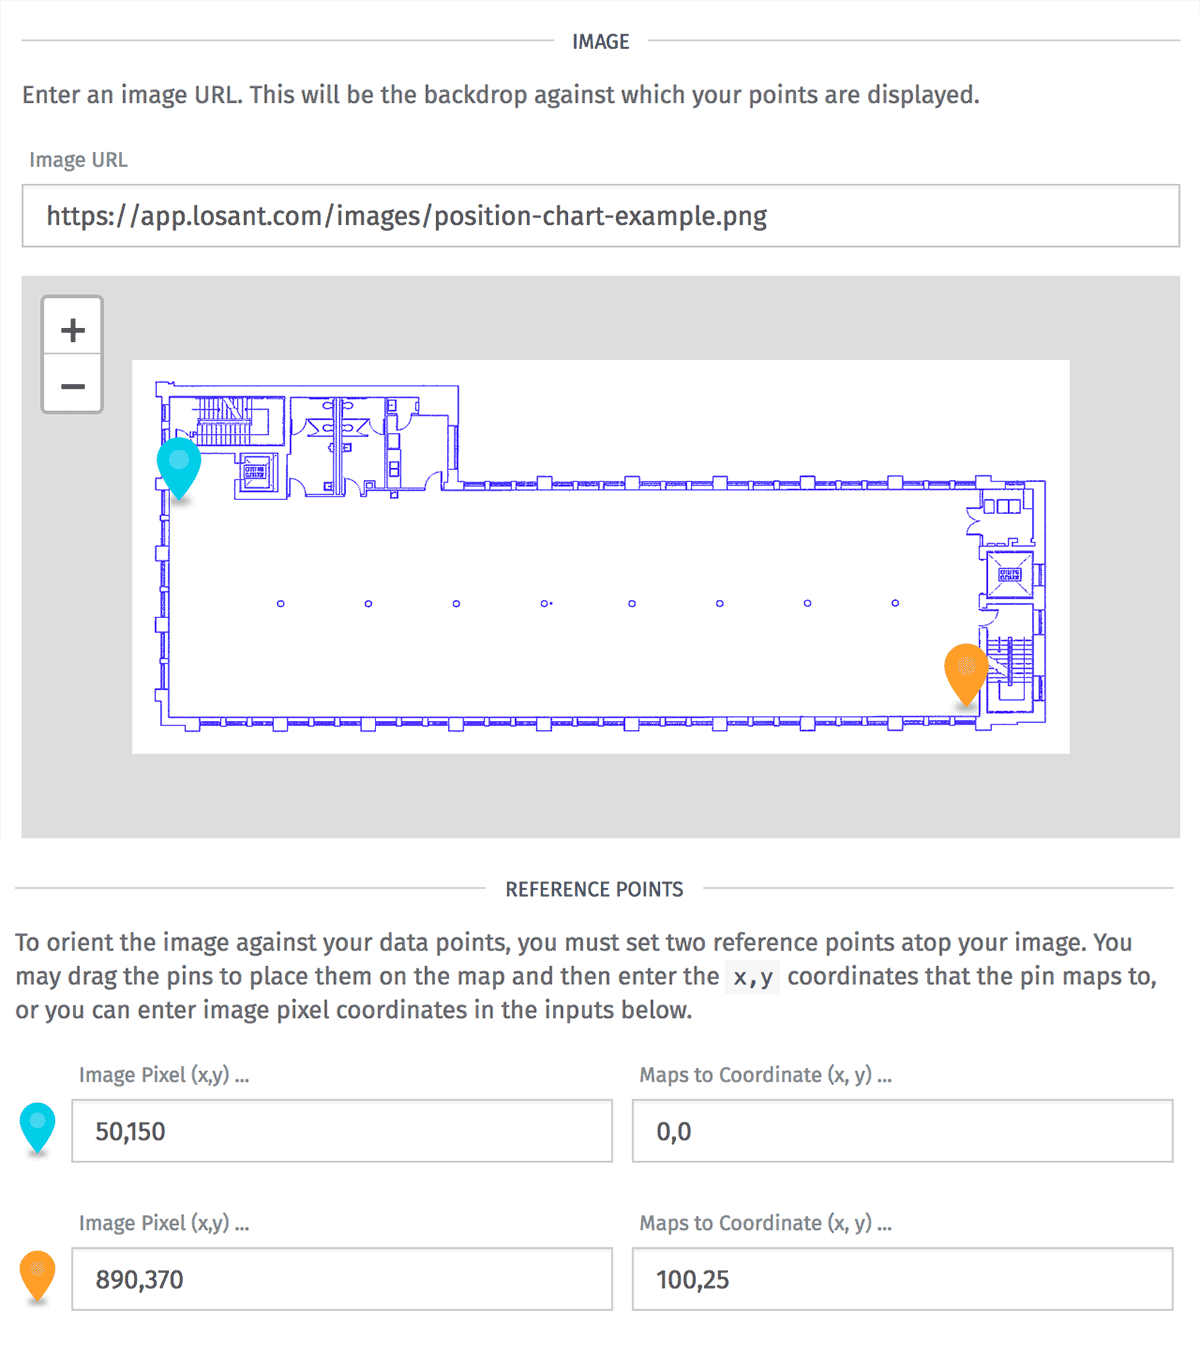 IMAGE
Enter an image URL. This will be the backdrop against which your points are displayed.
Image URL
https://app.losant.com/images/position-chart-example.png
+
−
REFERENCE POINTS
To orient the image against your data points, you must set two reference points atop your image. You
may drag the pins to place them on the map and then enter the x,y coordinates that the pin maps to,
or you can enter image pixel coordinates in the inputs below.
Image Pixel (x,y) ...
Maps to Coordinate (x, y) ...
50,150
0,0
Image Pixel (x,y) ...
Maps to Coordinate (x, y) ...
890,370
100,25